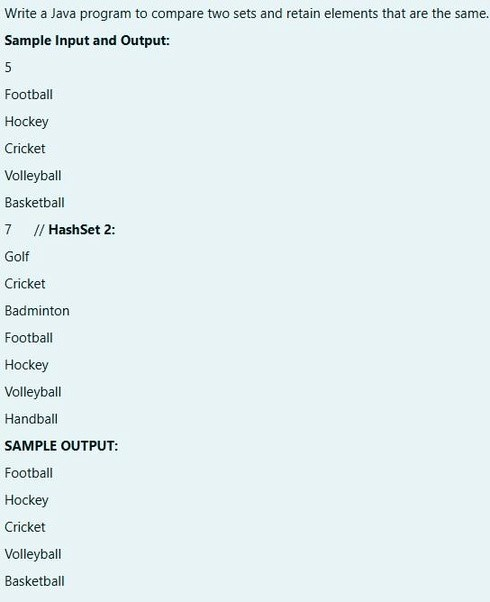 Write a Java program to compare two sets and retain elements that are the same.
Sample Input and Output:
5
Football
Hockey
Cricket
Volleyball
Basketball
7 // HashSet 2:
Golf
Cricket
Badminton
Football
Hockey
Volleyball
Handball
SAMPLE OUTPUT:
Football
Hockey
Cricket
Volleyball
Basketball